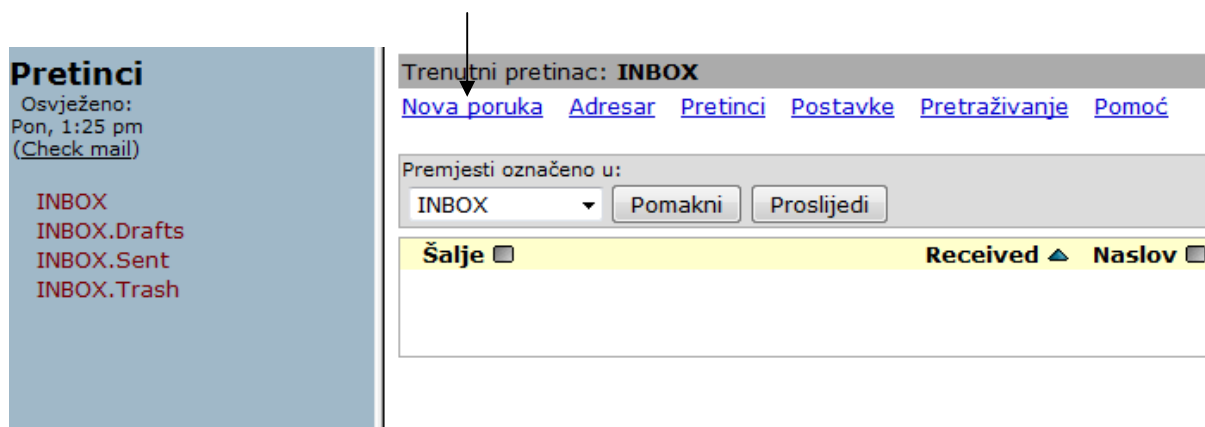 Pretinci
Osvježeno:
Pon, 1:25 pm
(Check mail)
INBOX
INBOX.Drafts
INBOX.Sent
INBOX.Trash
Trenutni pretinac: INBOX
Nova poruka Adresar Pretinci Postavke Pretraživanje Pomoć
Premjesti označeno u:
INBOX Pomakni Proslijedi
Šalje Received Naslov